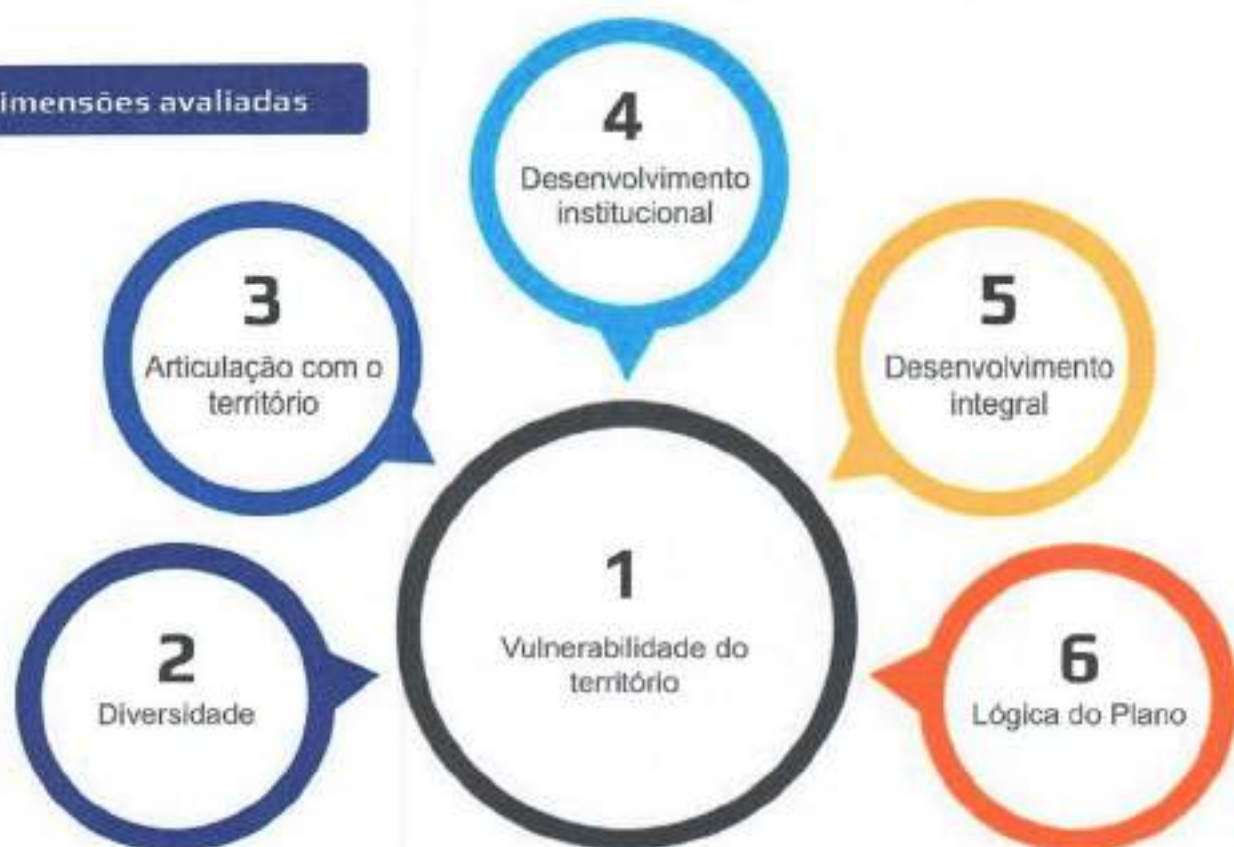 imensões avaliadas
4
Desenvolvimento
institucional
3
Articulação com o
território
5
Desenvolvimento
integral
1
Vulnerabilidade do
território
2
Diversidade
6
Lógica do Plano